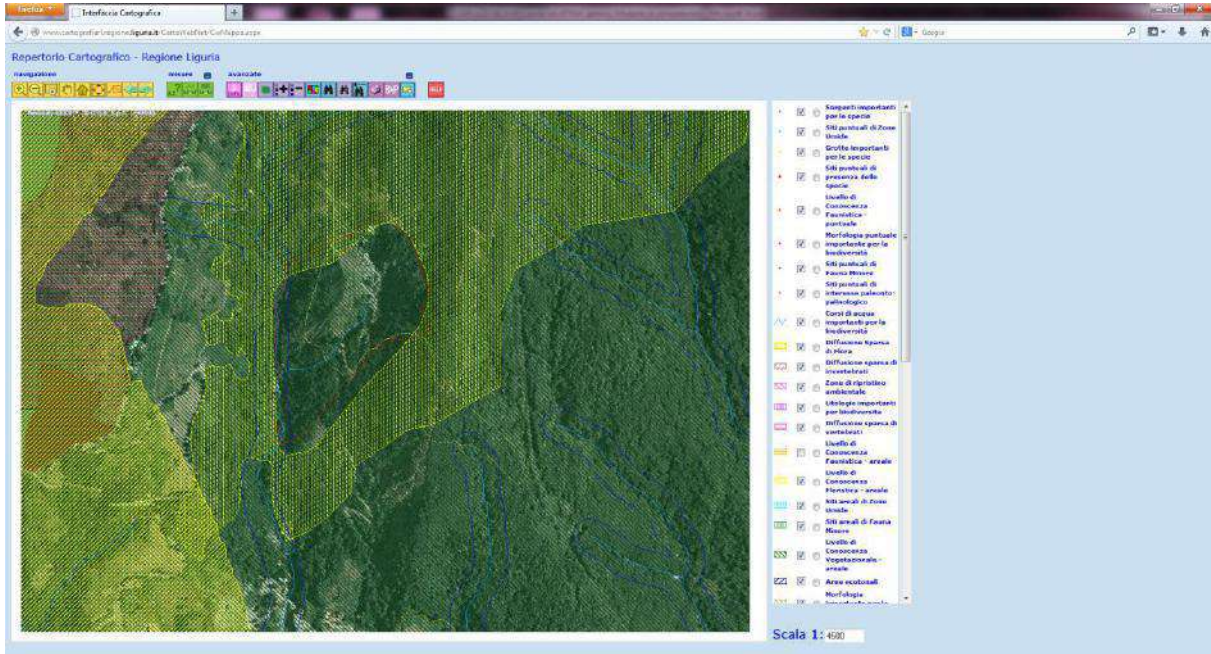 Firefox
Interfaccia Cartografica
Google
Repertorio Cartografico - Regione Liguria
navigazione
misure
avanzate
Sorgenti importanti
per le specie
Siti puntuali di Zone
Umide
Grotte importanti
per le specie
Siti puntuali di
presenza delle
specie
Livello di
Conoscenza
Faunistica -
puntuale
Morfologia puntuale
importante per la
biodiversità
Siti puntuali di
Fauna Minore
Siti puntuali di
interesse paleonto-
palinologico
Corsi di acqua
importanti per la
biodiversità
Diffusione Sparsa
di Flora
Diffusione sparsa di
invertebrati
Zone di ripristino
ambientale
Litologie importanti
per biodiversità
Diffusione sparsa di
vertebrati
Livello di
Conoscenza
Faunistica - areale
Livello di
Conoscenza
Floristica - areale
Siti areali di Zone
Umide
Siti areali di Fauna
Minore
Livello di
Conoscenza
Vegetazionale -
areale
Aree ecotonali
Morfologia
Scala 1: 4500